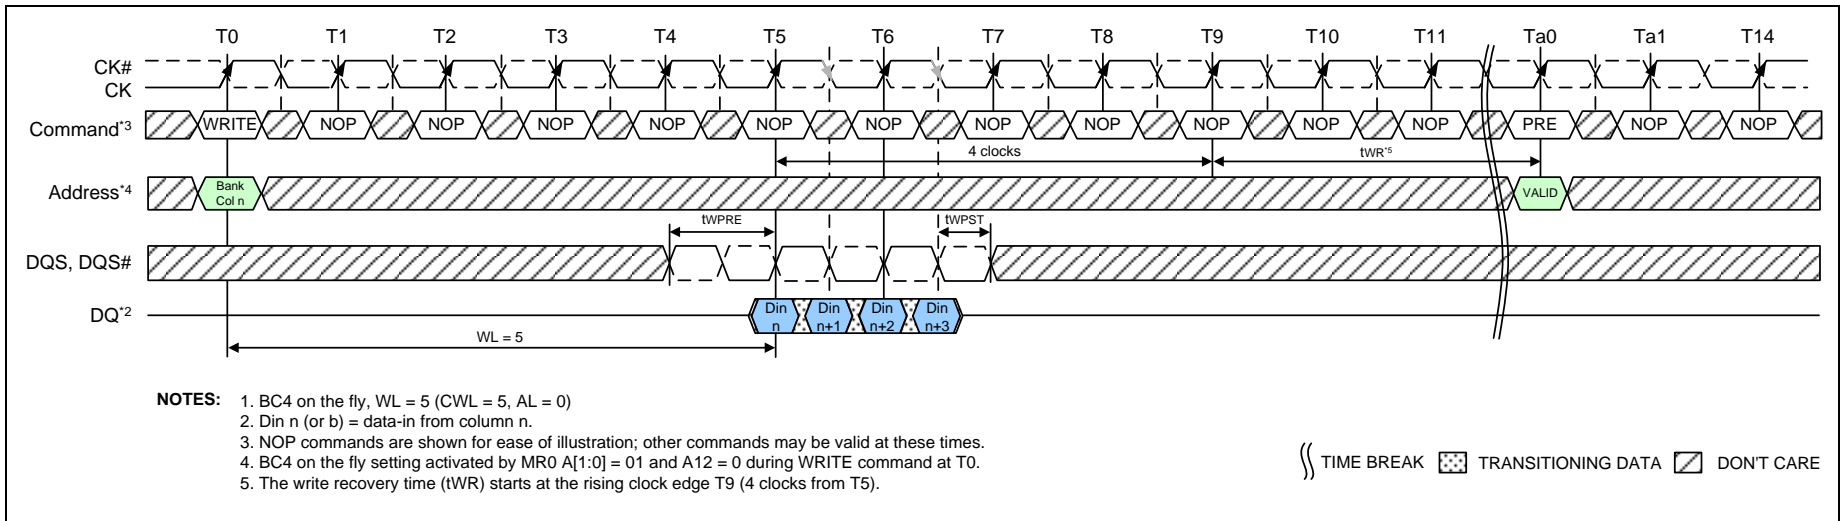 T0 T1 T2 T3 T4 T5 T6 T7 T8 T9 T10 T11 Ta0 Ta1 T14
CK#
CK
Command*3 WRITE NOP NOP NOP NOP NOP NOP NOP NOP NOP NOP NOP PRE NOP NOP
4 clocks tWR*5
Address*4 Bank Col n VALID
tWPRE tWPST
DQS, DQS#
DQ*2 Din n Din n+1 Din n+2 Din n+3
WL = 5
NOTES: 1. BC4 on the fly, WL = 5 (CWL = 5, AL = 0)
2. Din n (or b) = data-in from column n.
3. NOP commands are shown for ease of illustration; other commands may be valid at these times.
4. BC4 on the fly setting activated by MR0 A[1:0] = 01 and A12 = 0 during WRITE command at T0.
5. The write recovery time (tWR) starts at the rising clock edge T9 (4 clocks from T5).
TIME BREAK TRANSITIONING DATA DON'T CARE